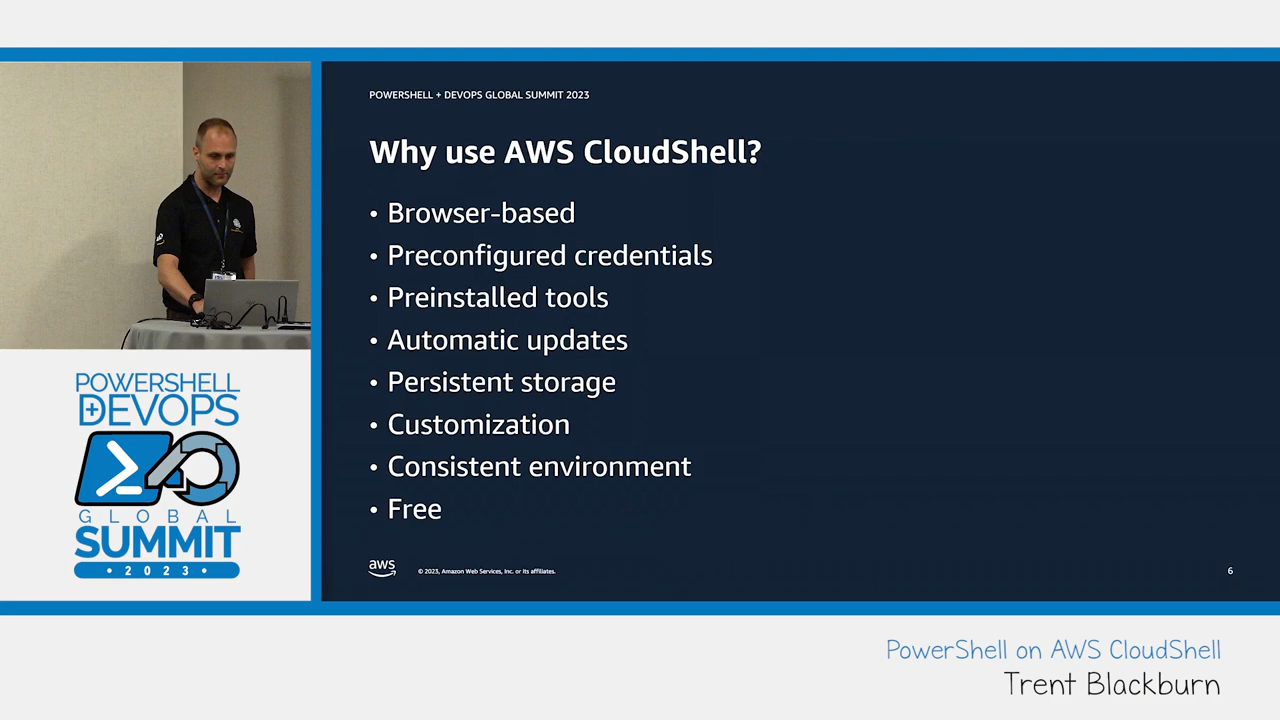 POWERSHELL + DEVOPS GLOBAL SUMMIT 2023
Why use AWS CloudShell?
• Browser-based
• Preconfigured credentials
• Preinstalled tools
• Automatic updates
• Persistent storage
• Customization
• Consistent environment
• Free
aws
© 2023, Amazon Web Services, Inc. or its affiliates.
6
POWERSHELL
+DEVOPS
GLOBAL
SUMMIT
• 2023 •
PowerShell on AWS CloudShell
Trent Blackburn